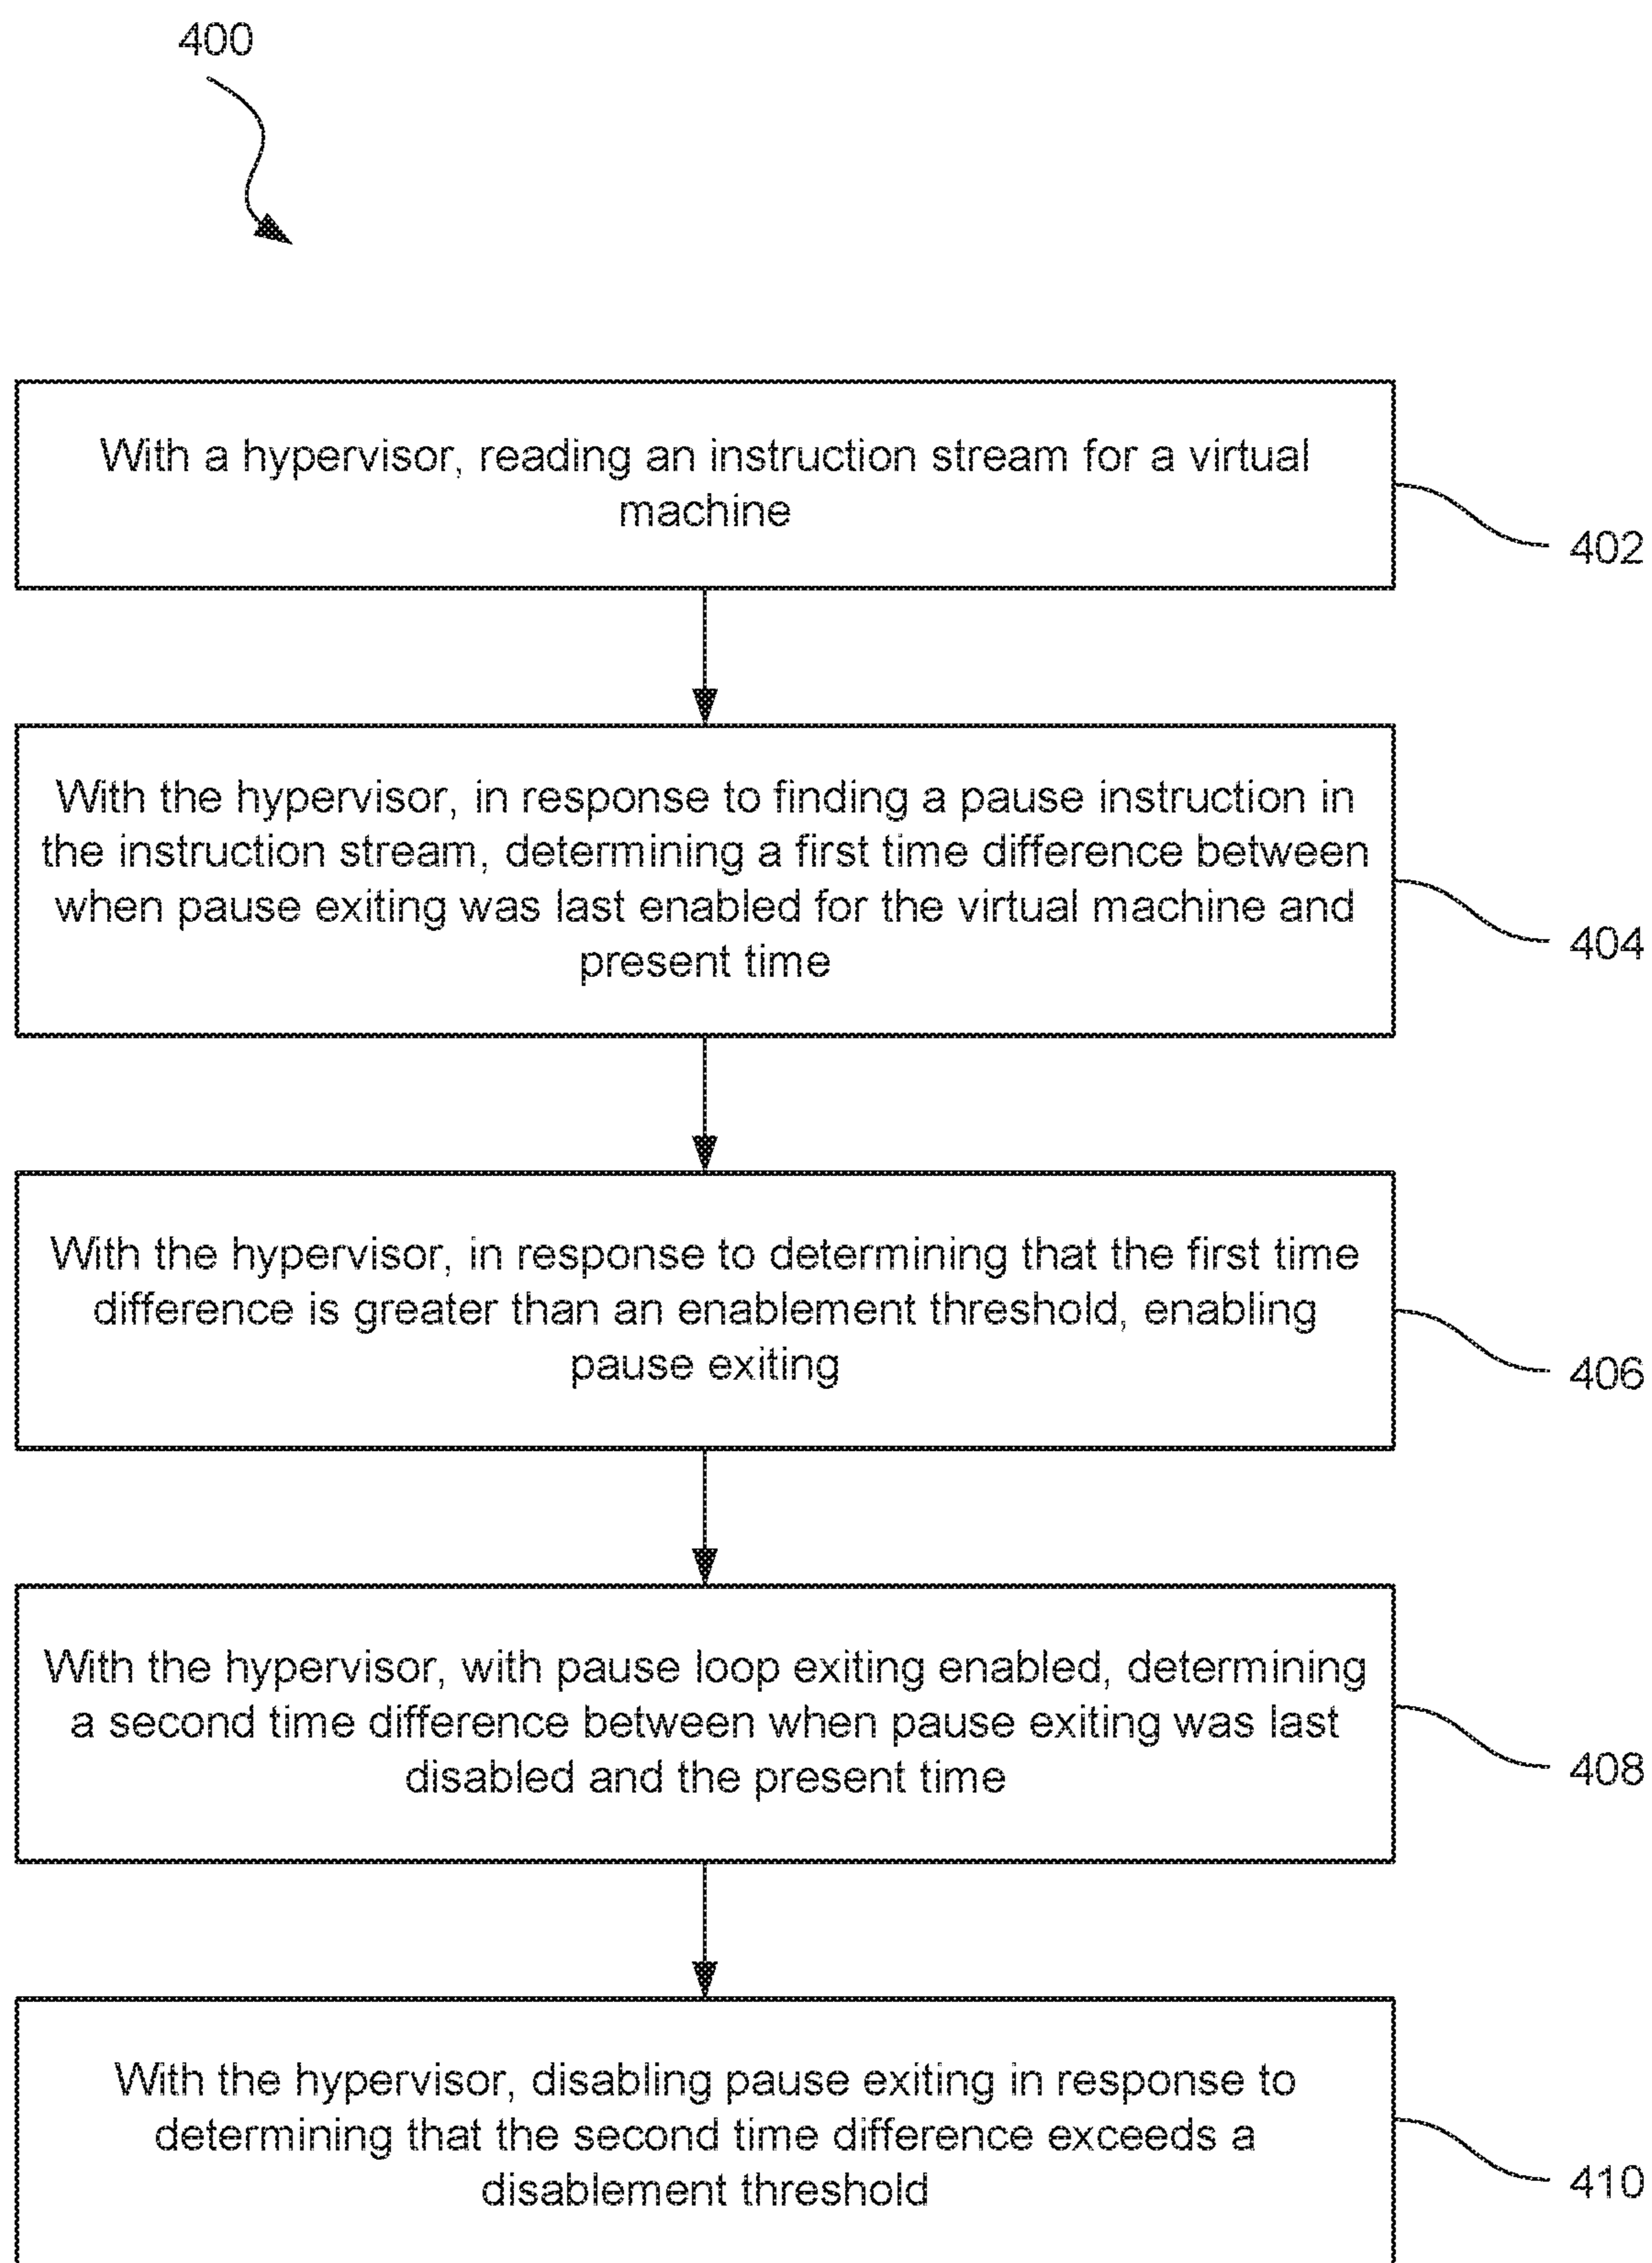 400
With a hypervisor, reading an instruction stream for a virtual
machine
402
With the hypervisor, in response to finding a pause instruction in
the instruction stream, determining a first time difference between
when pause exiting was last enabled for the virtual machine and
present time
404
With the hypervisor, in response to determining that the first time
difference is greater than an enablement threshold, enabling
pause exiting
406
With the hypervisor, with pause loop exiting enabled, determining
a second time difference between when pause exiting was last
disabled and the present time
408
With the hypervisor, disabling pause exiting in response to
determining that the second time difference exceeds a
disablement threshold
410